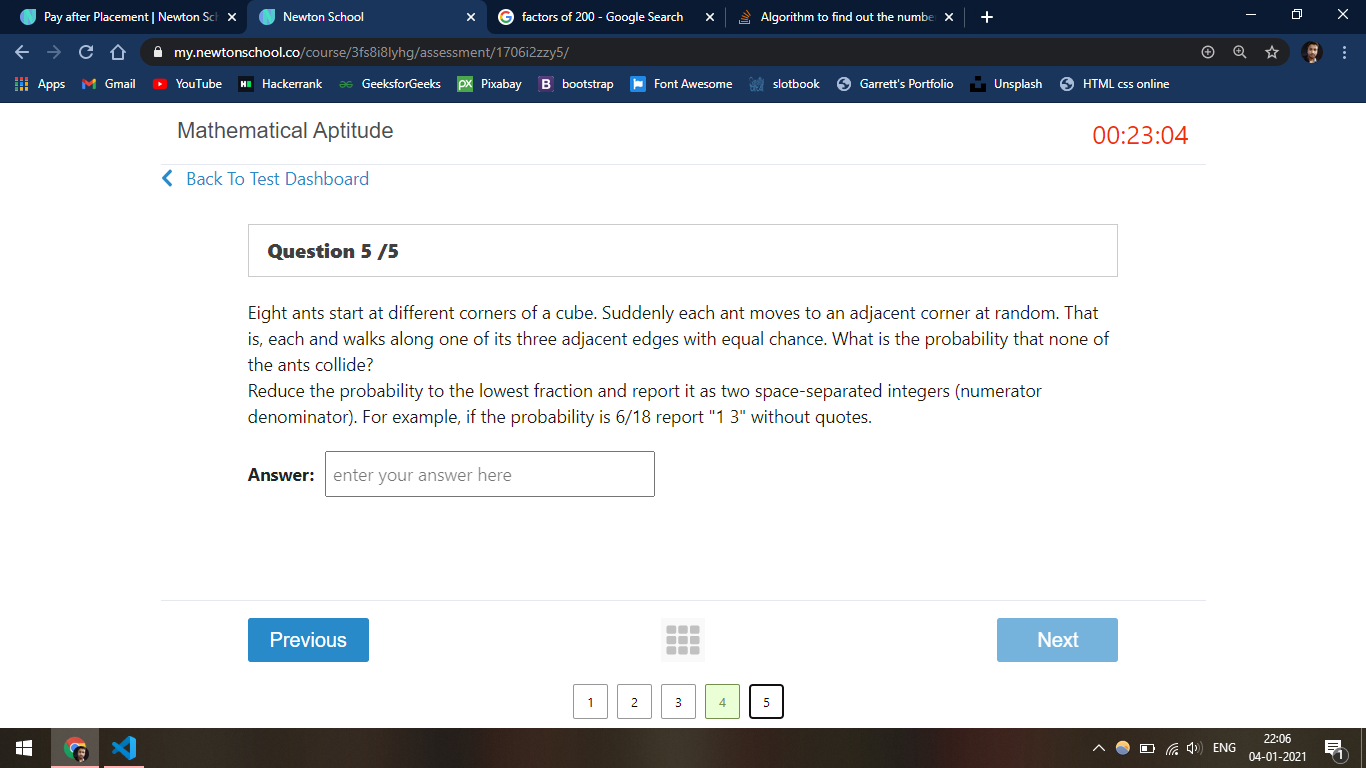 Pay after Placement | Newton Sch
Newton School
factors of 200 - Google Search
Algorithm to find out the numbe
my.newtonschool.co/course/3fs8i8lyhg/assessment/1706i2zzy5/
Apps
Gmail
YouTube
Hackerrank
GeeksforGeeks
Pixabay
bootstrap
Font Awesome
slotbook
Garrett's Portfolio
Unsplash
HTML css online
Mathematical Aptitude
00:23:04
Back To Test Dashboard
Question 5 /5
Eight ants start at different corners of a cube. Suddenly each ant moves to an adjacent corner at random. That
is, each and walks along one of its three adjacent edges with equal chance. What is the probability that none of
the ants collide?
Reduce the probability to the lowest fraction and report it as two space-separated integers (numerator
denominator). For example, if the probability is 6/18 report "1 3" without quotes.
Answer:
enter your answer here
Previous
Next
1
2
3
4
5
ENG
22:06
04-01-2021
1